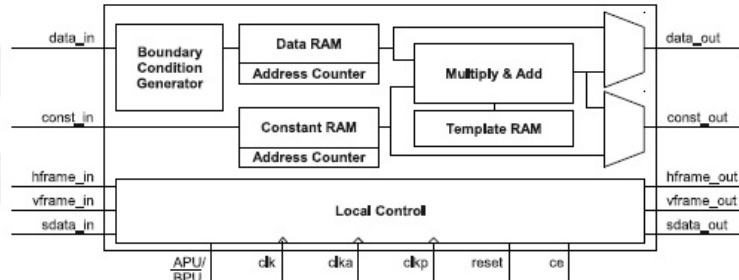 data_in
Boundary
Condition
Generator
Data RAM
Address Counter
Multiply & Add
data_out
const_in
Constant RAM
Address Counter
Template RAM
const_out
hframe_in
vframe_in
sdata_in
Local Control
hframe_out
vframe_out
sdata_out
APU/
BPU
clk
clka
clkp
reset
ce